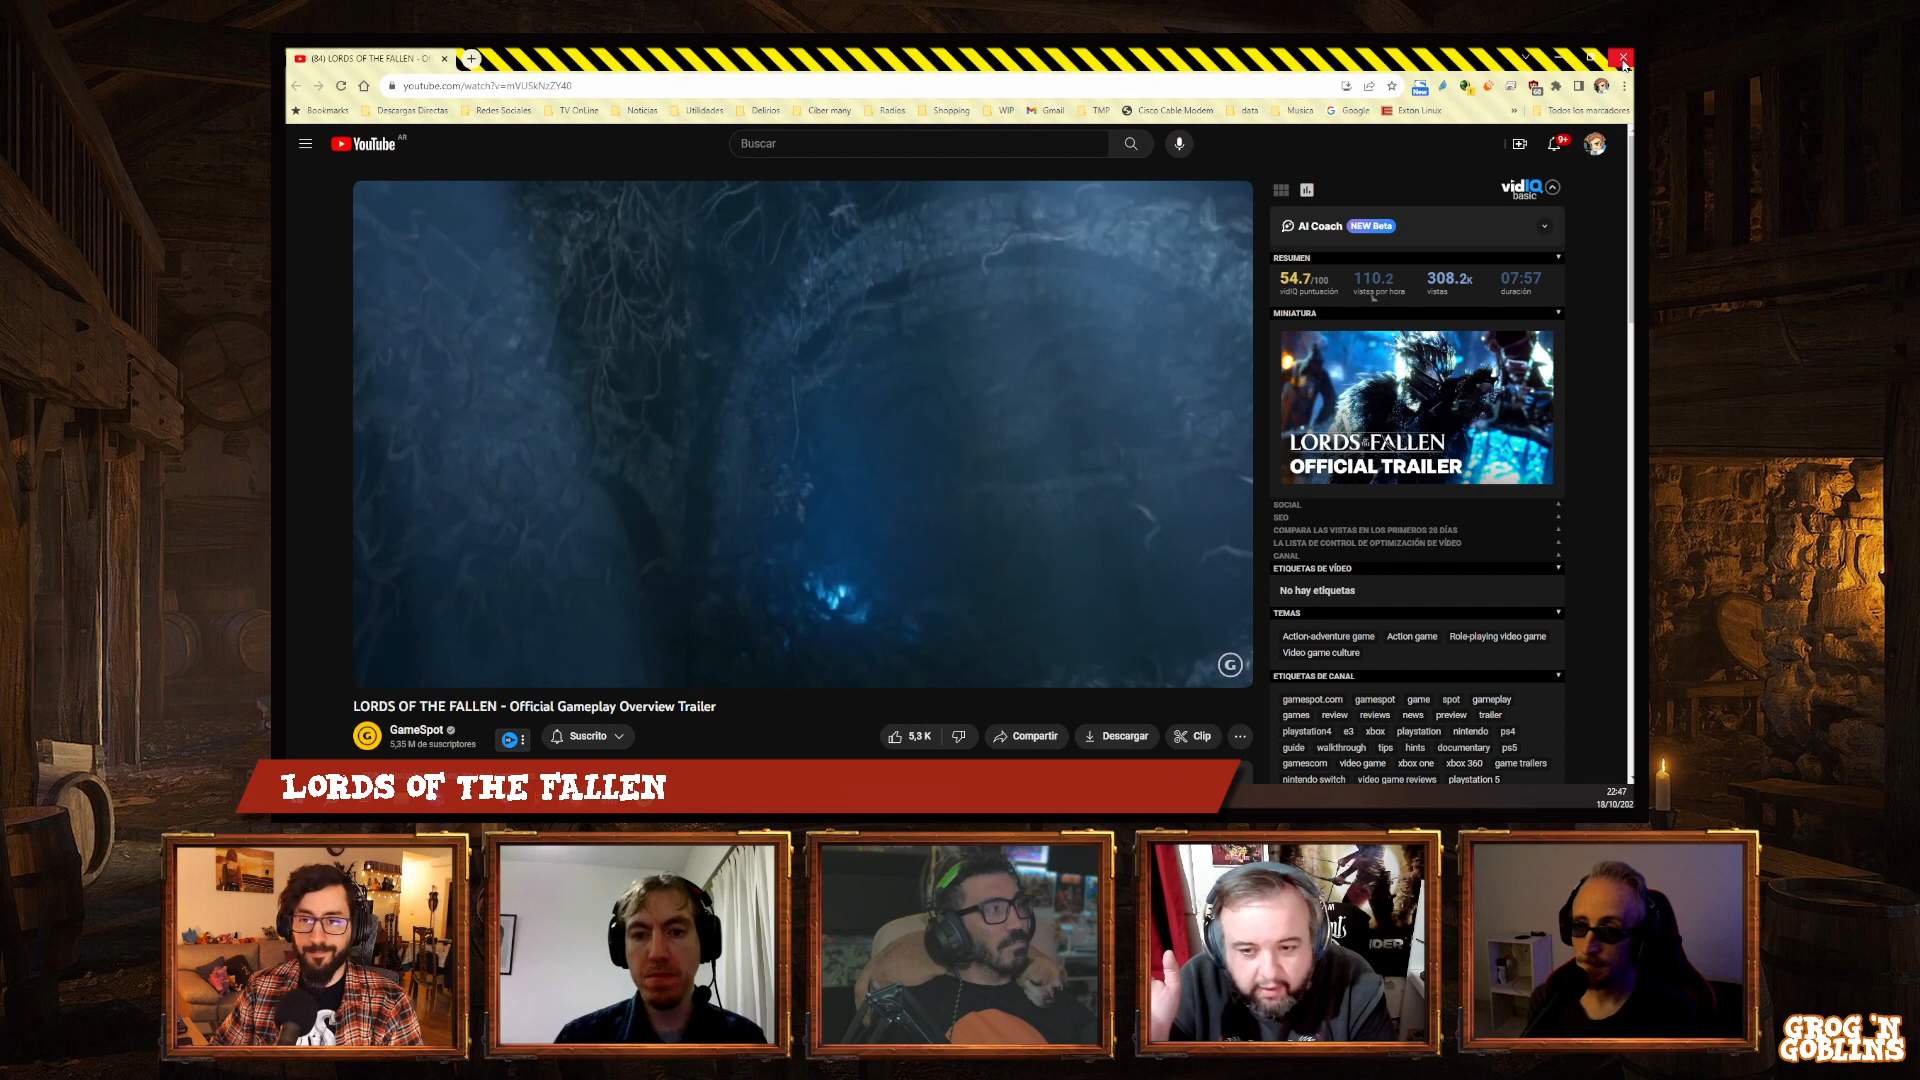 (84) LORDS OF THE FALLEN - Of
youtube.com/watch?v=mVUSkNzZY40
New
60
Bookmarks Descargas Directas Redes Sociales TV OnLine Noticias Utilidades Delirios Ciber many Radios Shopping WIP Gmail TMP Cisco Cable Modem data Musica Google Exton Linux » Todos los marcadores
YouTube AR
Buscar
9+
vidIQ
basic
AI Coach NEW Beta
RESUMEN
54.7/100 110.2 308.2K 07:57
vidIQ puntuación vistas por hora vistas duración
MINIATURA
LORDS OF THE FALLEN
OFFICIAL TRAILER
SOCIAL
SEO
COMPARA LAS VISTAS EN LOS PRIMEROS 28 DÍAS
LA LISTA DE CONTROL DE OPTIMIZACIÓN DE VÍDEO
CANAL
ETIQUETAS DE VÍDEO
No hay etiquetas
TEMAS
Action-adventure game Action game Role-playing video game
Video game culture
ETIQUETAS DE CANAL
gamespot.com gamespot game spot gameplay
games review reviews news preview trailer
playstation4 e3 xbox playstation nintendo ps4
guide walkthrough tips hints documentary ps5
gamescom video game xbox one xbox 360 game trailers
nintendo switch video game reviews playstation 5
G
LORDS OF THE FALLEN - Official Gameplay Overview Trailer
G
GameSpot
5,35 M de suscriptores
Suscrito
5,3 K
Compartir
Descargar
Clip
LORDS OF THE FALLEN
22:47
18/10/202
GROG 'N
GOBLINS